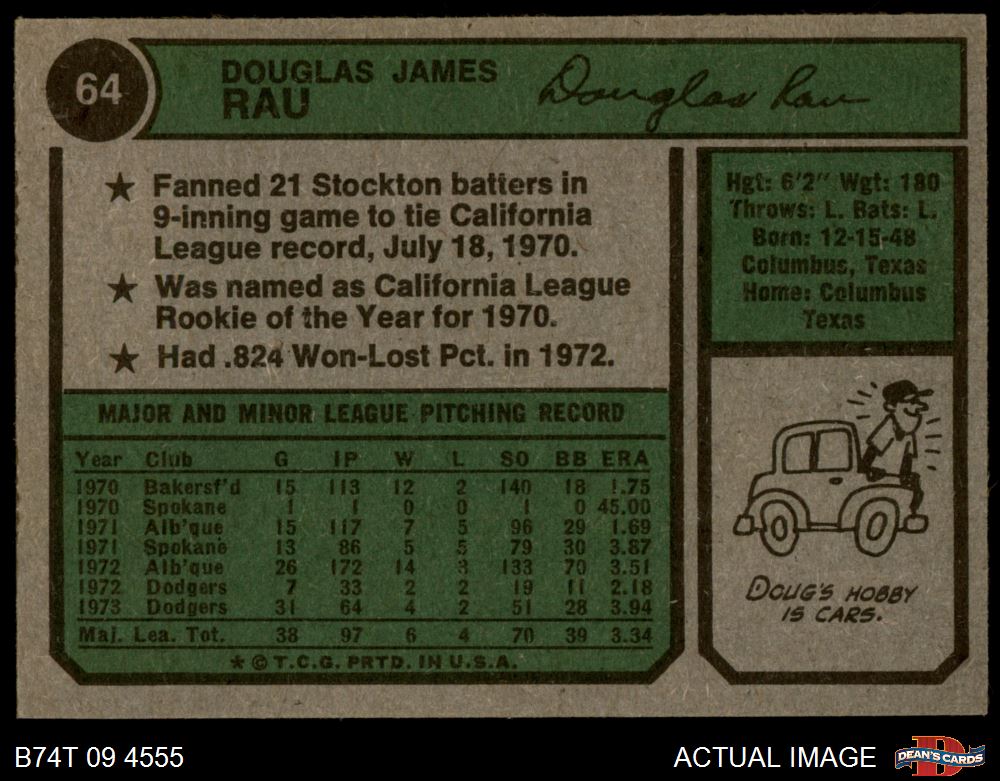 64
DOUGLAS JAMES
RAU
Douglas Rau
★ Fanned 21 Stockton batters in
9-inning game to tie California
League record, July 18, 1970.
★ Was named as California League
Rookie of the Year for 1970.
★ Had .824 Won-Lost Pct. in 1972.
Hgt: 6'2" Wgt: 180
Throws: L. Bats: L.
Born: 12-15-48
Columbus, Texas
Home: Columbus
Texas
MAJOR AND MINOR LEAGUE PITCHING RECORD
Year Club G IP W L SO BB ERA
1970 Bakersf'd 15 113 12 2 140 18 1.75
1970 Spokane 1 1 0 0 1 0 45.00
1971 Alb'que 15 117 7 5 96 29 1.69
1971 Spokane 13 86 5 5 79 30 3.87
1972 Alb'que 26 172 14 3 133 70 3.51
1972 Dodgers 7 33 2 2 19 11 2.18
1973 Dodgers 31 64 4 2 51 28 3.94
Maj. Lea. Tot. 38 97 6 4 70 39 3.34
★ © T.C.G. PRTD. IN U.S.A.
DOUG'S HOBBY
IS CARS.
B74T 09 4555
ACTUAL IMAGE
DEAN'S CARDS